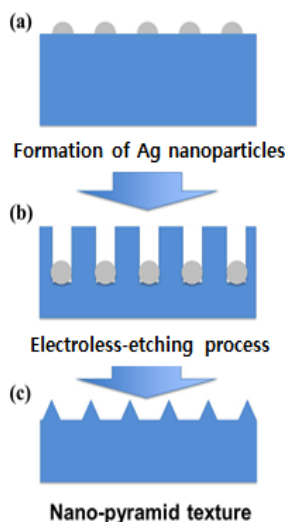 (a)
Formation of Ag nanoparticles
(b)
Electroless-etching process
(c)
Nano-pyramid texture